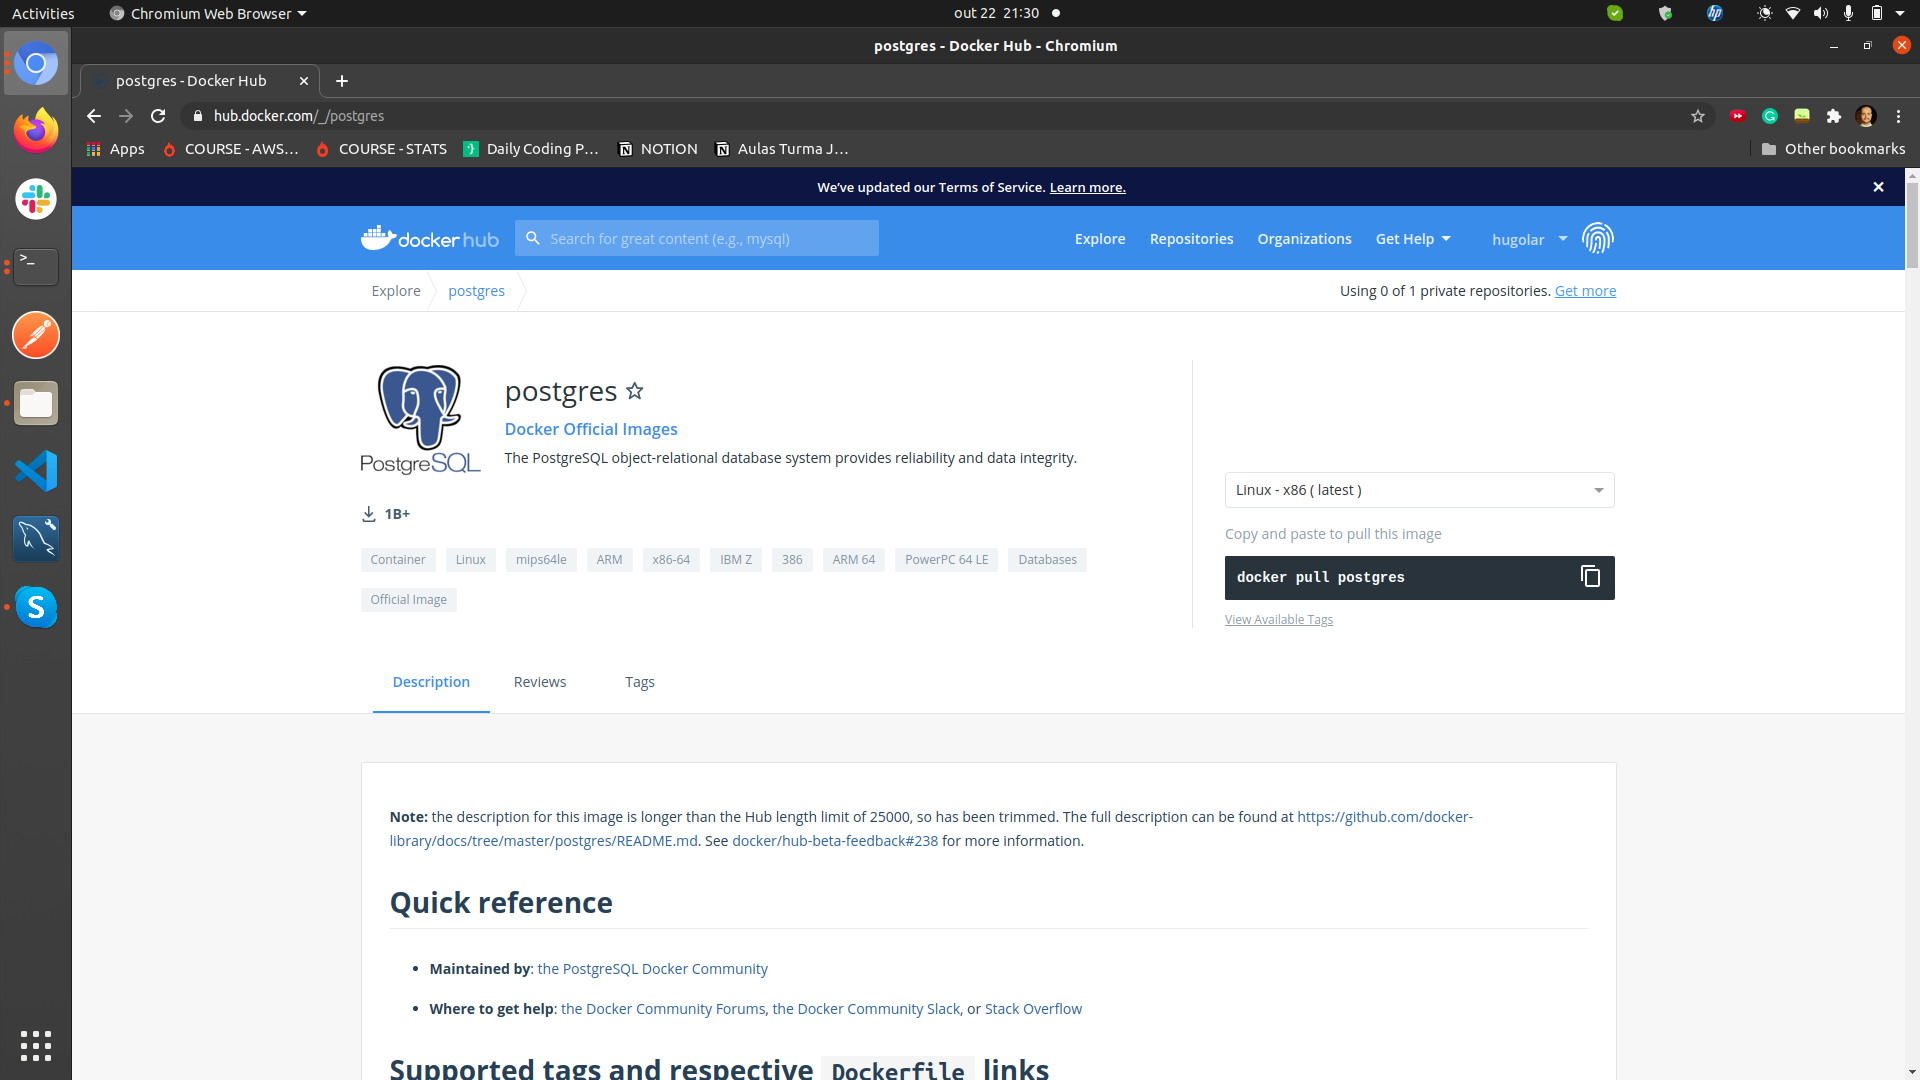 Activities
Chromium Web Browser
out 22 21:30
postgres - Docker Hub - Chromium
postgres - Docker Hub
hub.docker.com/_/postgres
Apps
COURSE - AWS...
COURSE - STATS
Daily Coding P...
NOTION
Aulas Turma J...
Other bookmarks
We've updated our Terms of Service. Learn more.
docker hub
Search for great content (e.g., mysql)
Explore
Repositories
Organizations
Get Help
hugolar
Explore
postgres
Using 0 of 1 private repositories. Get more
PostgreSQL
postgres
Docker Official Images
The PostgreSQL object-relational database system provides reliability and data integrity.
1B+
Container
Linux
mips64le
ARM
x86-64
IBM Z
386
ARM 64
PowerPC 64 LE
Databases
Official Image
Linux - x86 ( latest )
Copy and paste to pull this image
docker pull postgres
View Available Tags
Description
Reviews
Tags
Note: the description for this image is longer than the Hub length limit of 25000, so has been trimmed. The full description can be found at https://github.com/docker-
library/docs/tree/master/postgres/README.md. See docker/hub-beta-feedback#238 for more information.
Quick reference
Maintained by: the PostgreSQL Docker Community
Where to get help: the Docker Community Forums, the Docker Community Slack, or Stack Overflow
Supported tags and respective Dockerfile links